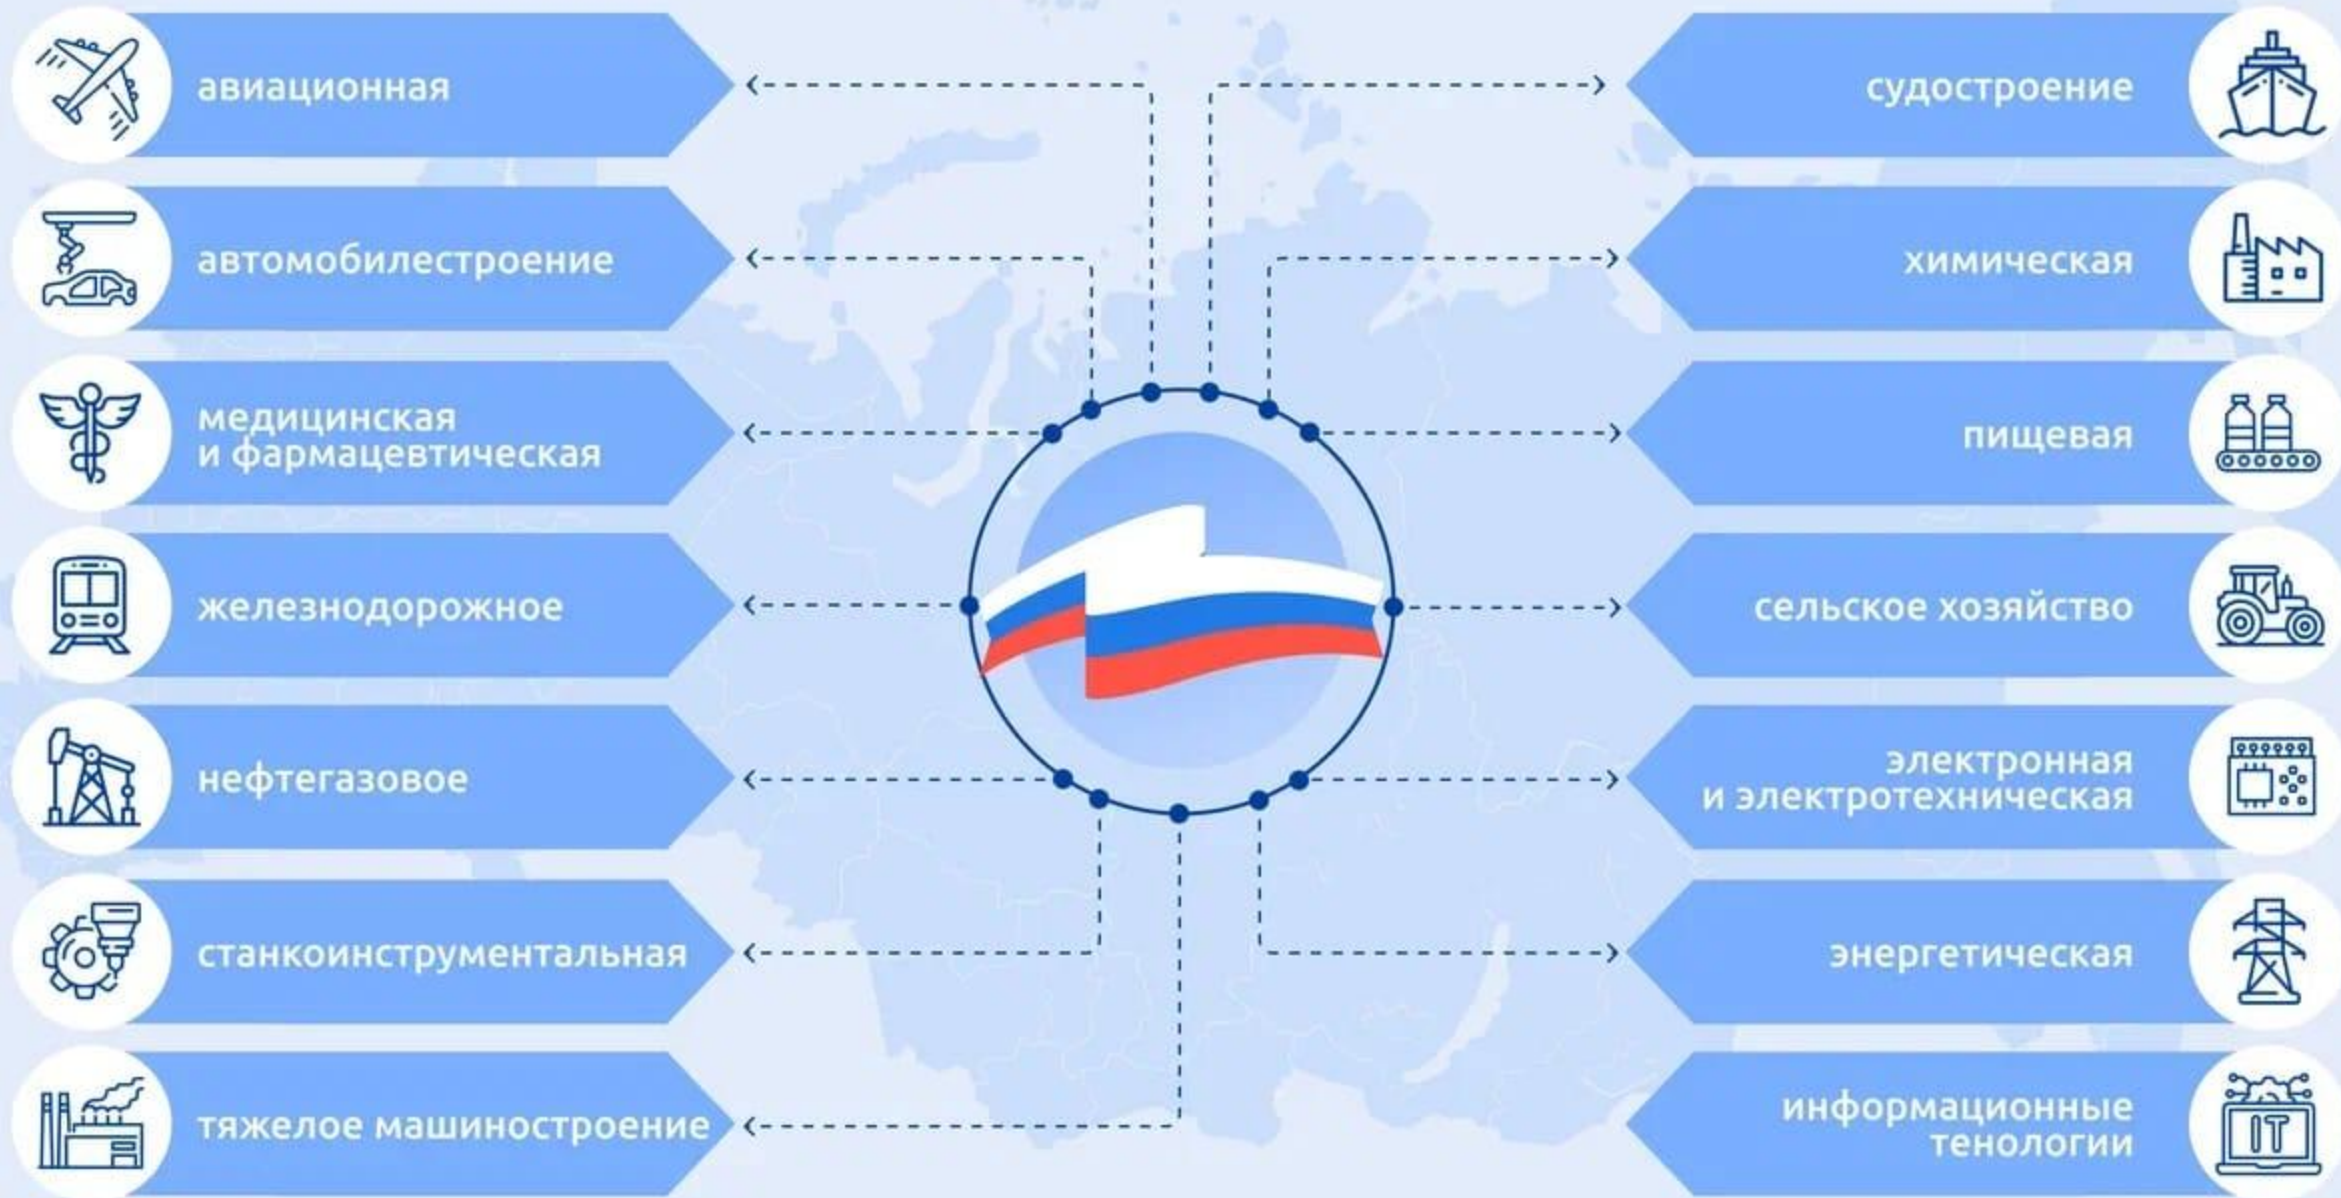 авиационная
автомобилестроение
медицинская
и фармацевтическая
железнодорожное
нефтегазовое
станкоинструментальная
тяжелое машиностроение
судостроение
химическая
пищевая
сельское хозяйство
электронная
и электротехническая
энергетическая
информационные
тенологии
IT